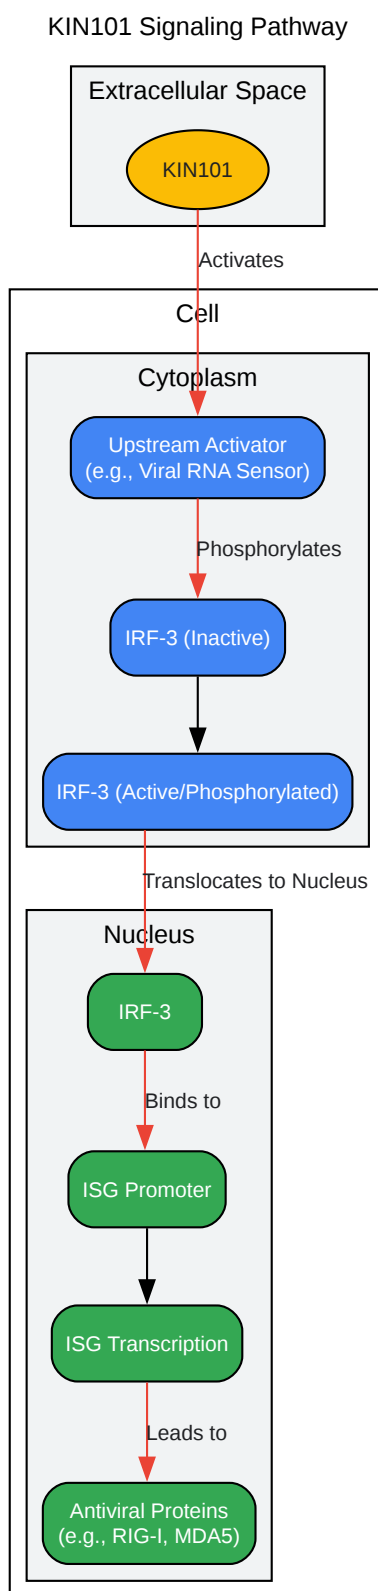 KIN101 Signaling Pathway
Extracellular Space
KIN101
Activates
Cell
Cytoplasm
Upstream Activator
(e.g., Viral RNA Sensor)
Phosphorylates
IRF-3 (Inactive)
IRF-3 (Active/Phosphorylated)
Translocates to Nucleus
Nucleus
IRF-3
Binds to
ISG Promoter
ISG Transcription
Leads to
Antiviral Proteins
(e.g., RIG-I, MDA5)